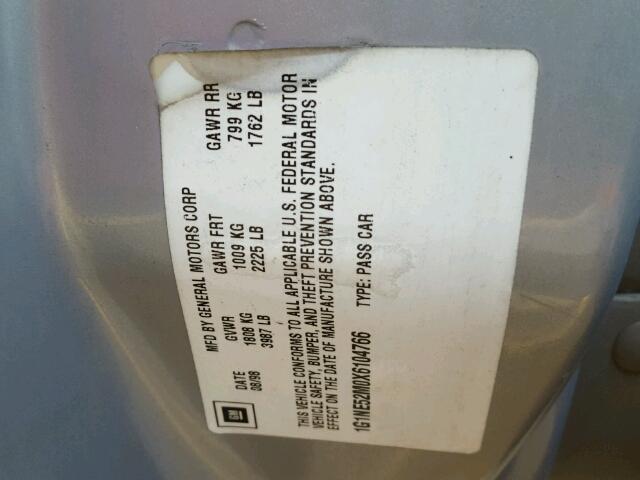 MFD BY GENERAL MOTORS CORP
DATE GVWR GAWR FRT GAWR RR
08/98 1808 KG 1009 KG 799 KG
3987 LB 2225 LB 1762 LB
GM
THIS VEHICLE CONFORMS TO ALL APPLICABLE U.S. FEDERAL MOTOR
VEHICLE SAFETY, BUMPER, AND THEFT PREVENTION STANDARDS IN
EFFECT ON THE DATE OF MANUFACTURE SHOWN ABOVE.
1G1NE52M0X6104766 TYPE: PASS CAR